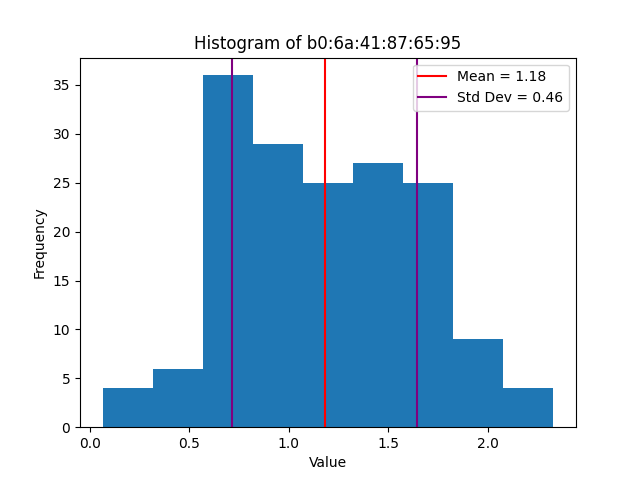 Histogram of b0:6a:41:87:65:95
Mean = 1.18
Std Dev = 0.46
35
30
25
20
15
10
5
0
Frequency
0.0 0.5 1.0 1.5 2.0
Value